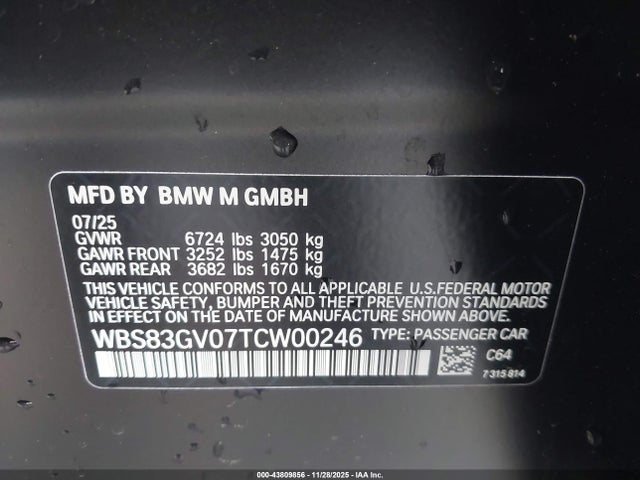 MFD BY BMW M GMBH
07/25
GVWR 6724 lbs 3050 kg
GAWR FRONT 3252 lbs 1475 kg
GAWR REAR 3682 lbs 1670 kg
THIS VEHICLE CONFORMS TO ALL APPLICABLE U.S.FEDERAL MOTOR
VEHICLE SAFETY, BUMPER AND THEFT PREVENTION STANDARDS
IN EFFECT ON THE DATE OF MANUFACTURE SHOWN ABOVE.
WBS83GV07TCW00246 TYPE: PASSENGER CAR
C64
7 315 814
000-43809856 | 11/28/2025 | IAA Inc.